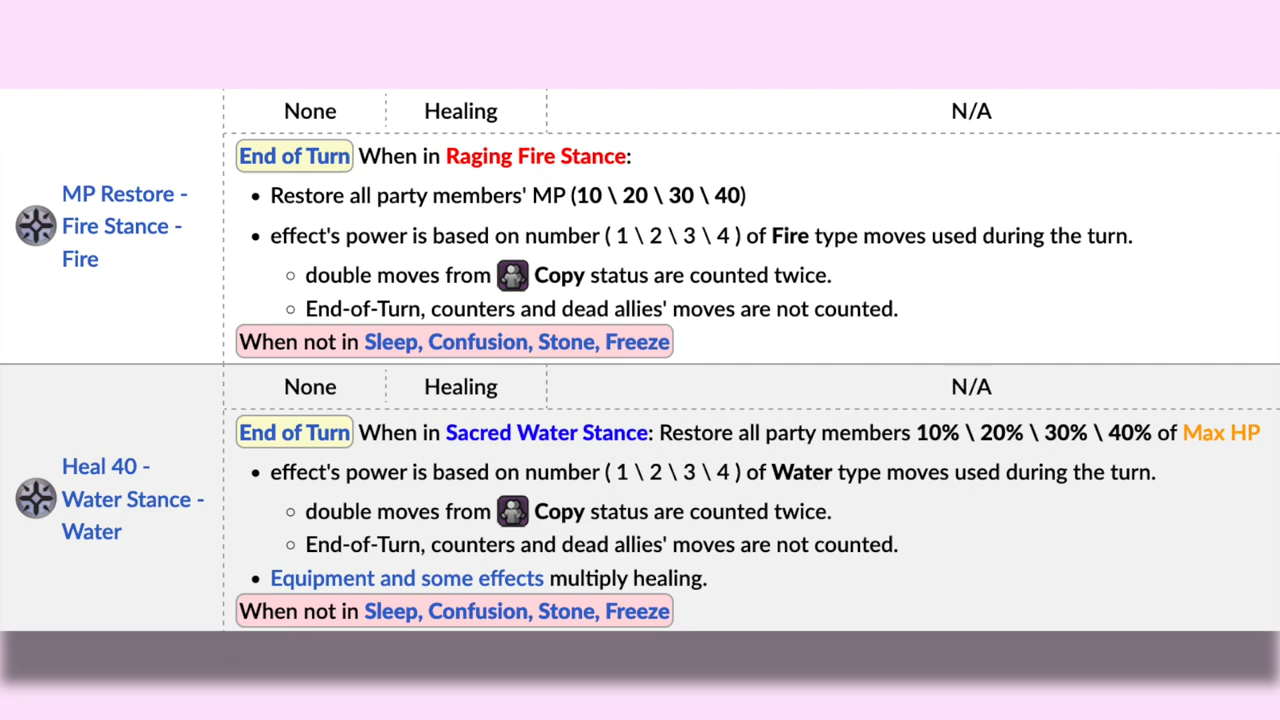 None Healing N/A
MP Restore -
Fire Stance -
Fire
End of Turn When in Raging Fire Stance:
• Restore all party members' MP (10 \ 20 \ 30 \ 40)
• effect's power is based on number ( 1 \ 2 \ 3 \ 4 ) of Fire type moves used during the turn.
○ double moves from Copy status are counted twice.
○ End-of-Turn, counters and dead allies' moves are not counted.
When not in Sleep, Confusion, Stone, Freeze
None Healing N/A
Heal 40 -
Water Stance -
Water
End of Turn When in Sacred Water Stance: Restore all party members 10% \ 20% \ 30% \ 40% of Max HP
• effect's power is based on number ( 1 \ 2 \ 3 \ 4 ) of Water type moves used during the turn.
○ double moves from Copy status are counted twice.
○ End-of-Turn, counters and dead allies' moves are not counted.
• Equipment and some effects multiply healing.
When not in Sleep, Confusion, Stone, Freeze